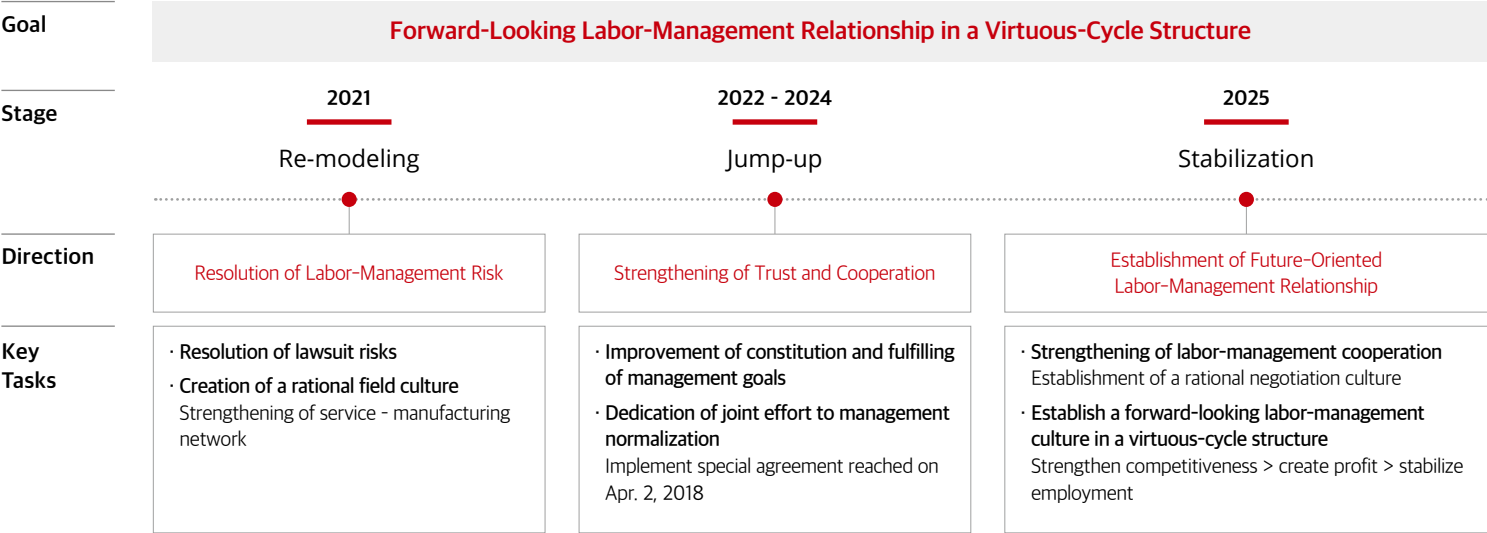 Goal
Forward-Looking Labor-Management Relationship in a Virtuous-Cycle Structure
Stage
2021
Re-modeling
2022 - 2024
Jump-up
2025
Stabilization
Direction
Resolution of Labor-Management Risk
Strengthening of Trust and Cooperation
Establishment of Future-Oriented
Labor-Management Relationship
Key
Tasks
· Resolution of lawsuit risks
· Creation of a rational field culture
Strengthening of service - manufacturing
network
· Improvement of constitution and fulfilling
of management goals
· Dedication of joint effort to management
normalization
Implement special agreement reached on
Apr. 2, 2018
· Strengthening of labor-management cooperation
Establishment of a rational negotiation culture
· Establish a forward-looking labor-management
culture in a virtuous-cycle structure
Strengthen competitiveness > create profit > stabilize
employment